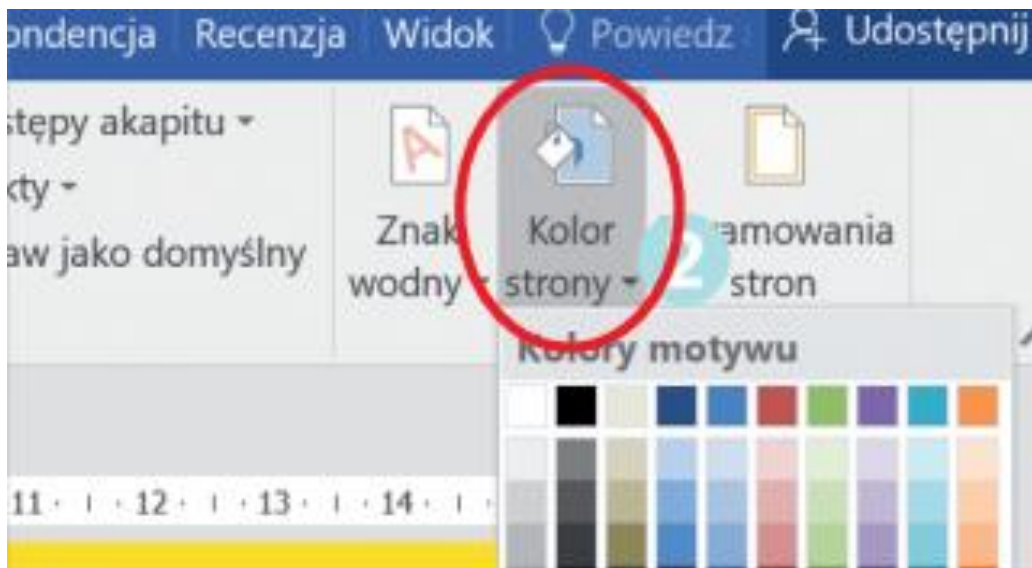 ondencja Recenzja Widok Powiedz Udostępnij
stępy akapitu
kty
aw jako domyślny
Znak wodny
Kolor strony
2
amowania stron
Kolory motywu
11 12 13 14